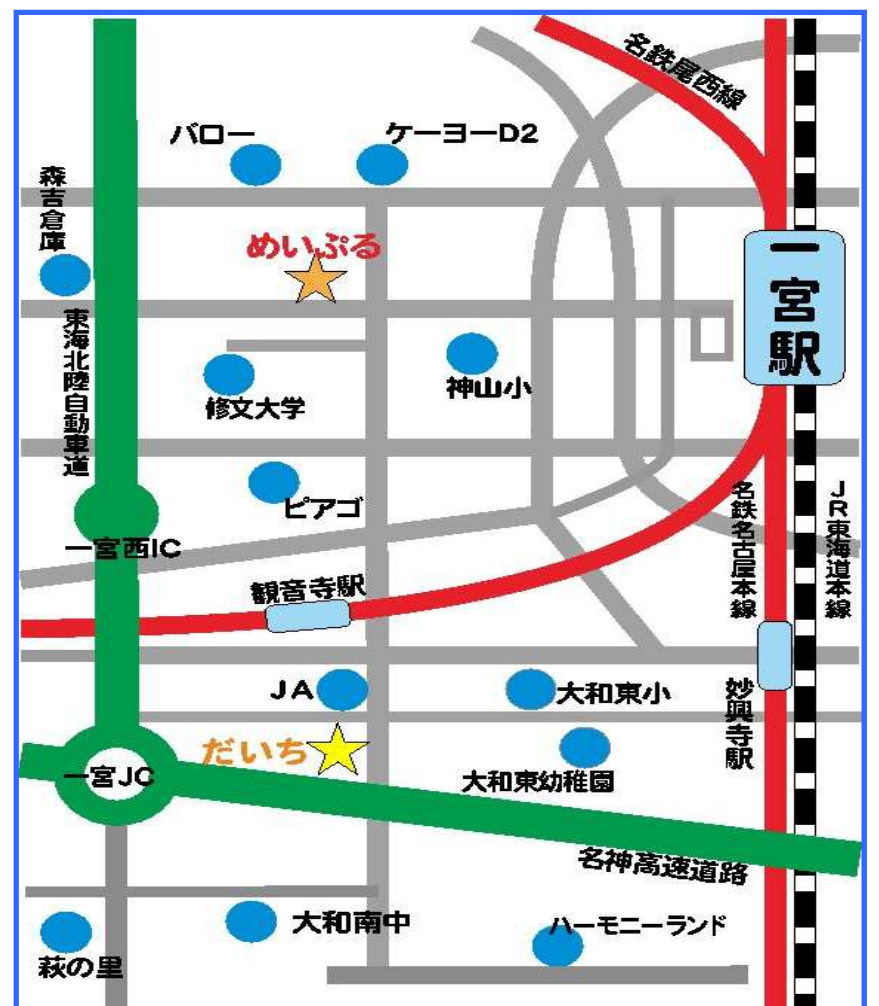 名鉄尾西線
バロー
ケーヨーD2
森吉倉庫
めいぷる
一宮駅
東海北陸自動車道
神山小
修文大学
ピアゴ
名鉄名古屋本線
JR東海道本線
一宮西IC
観音寺駅
JA
大和東小
妙興寺駅
だいち
一宮JC
大和東幼稚園
名神高速道路
大和南中
ハーモニーランド
萩の里